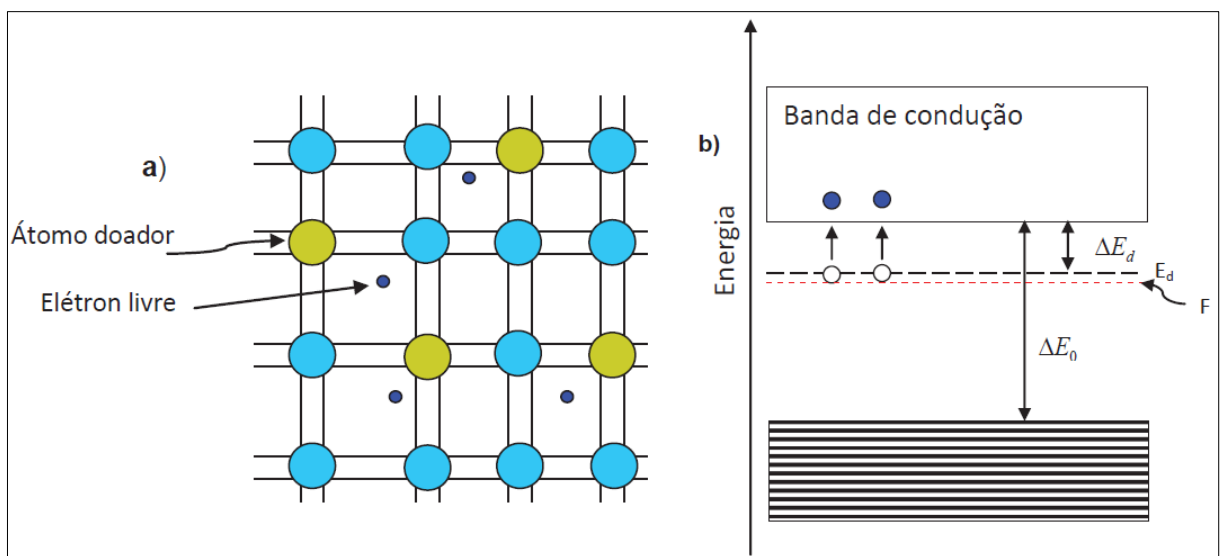 a)
Átomo doador
Elétron livre
b)
Energia
Banda de condução
ΔE_d
E_d
F
ΔE_0